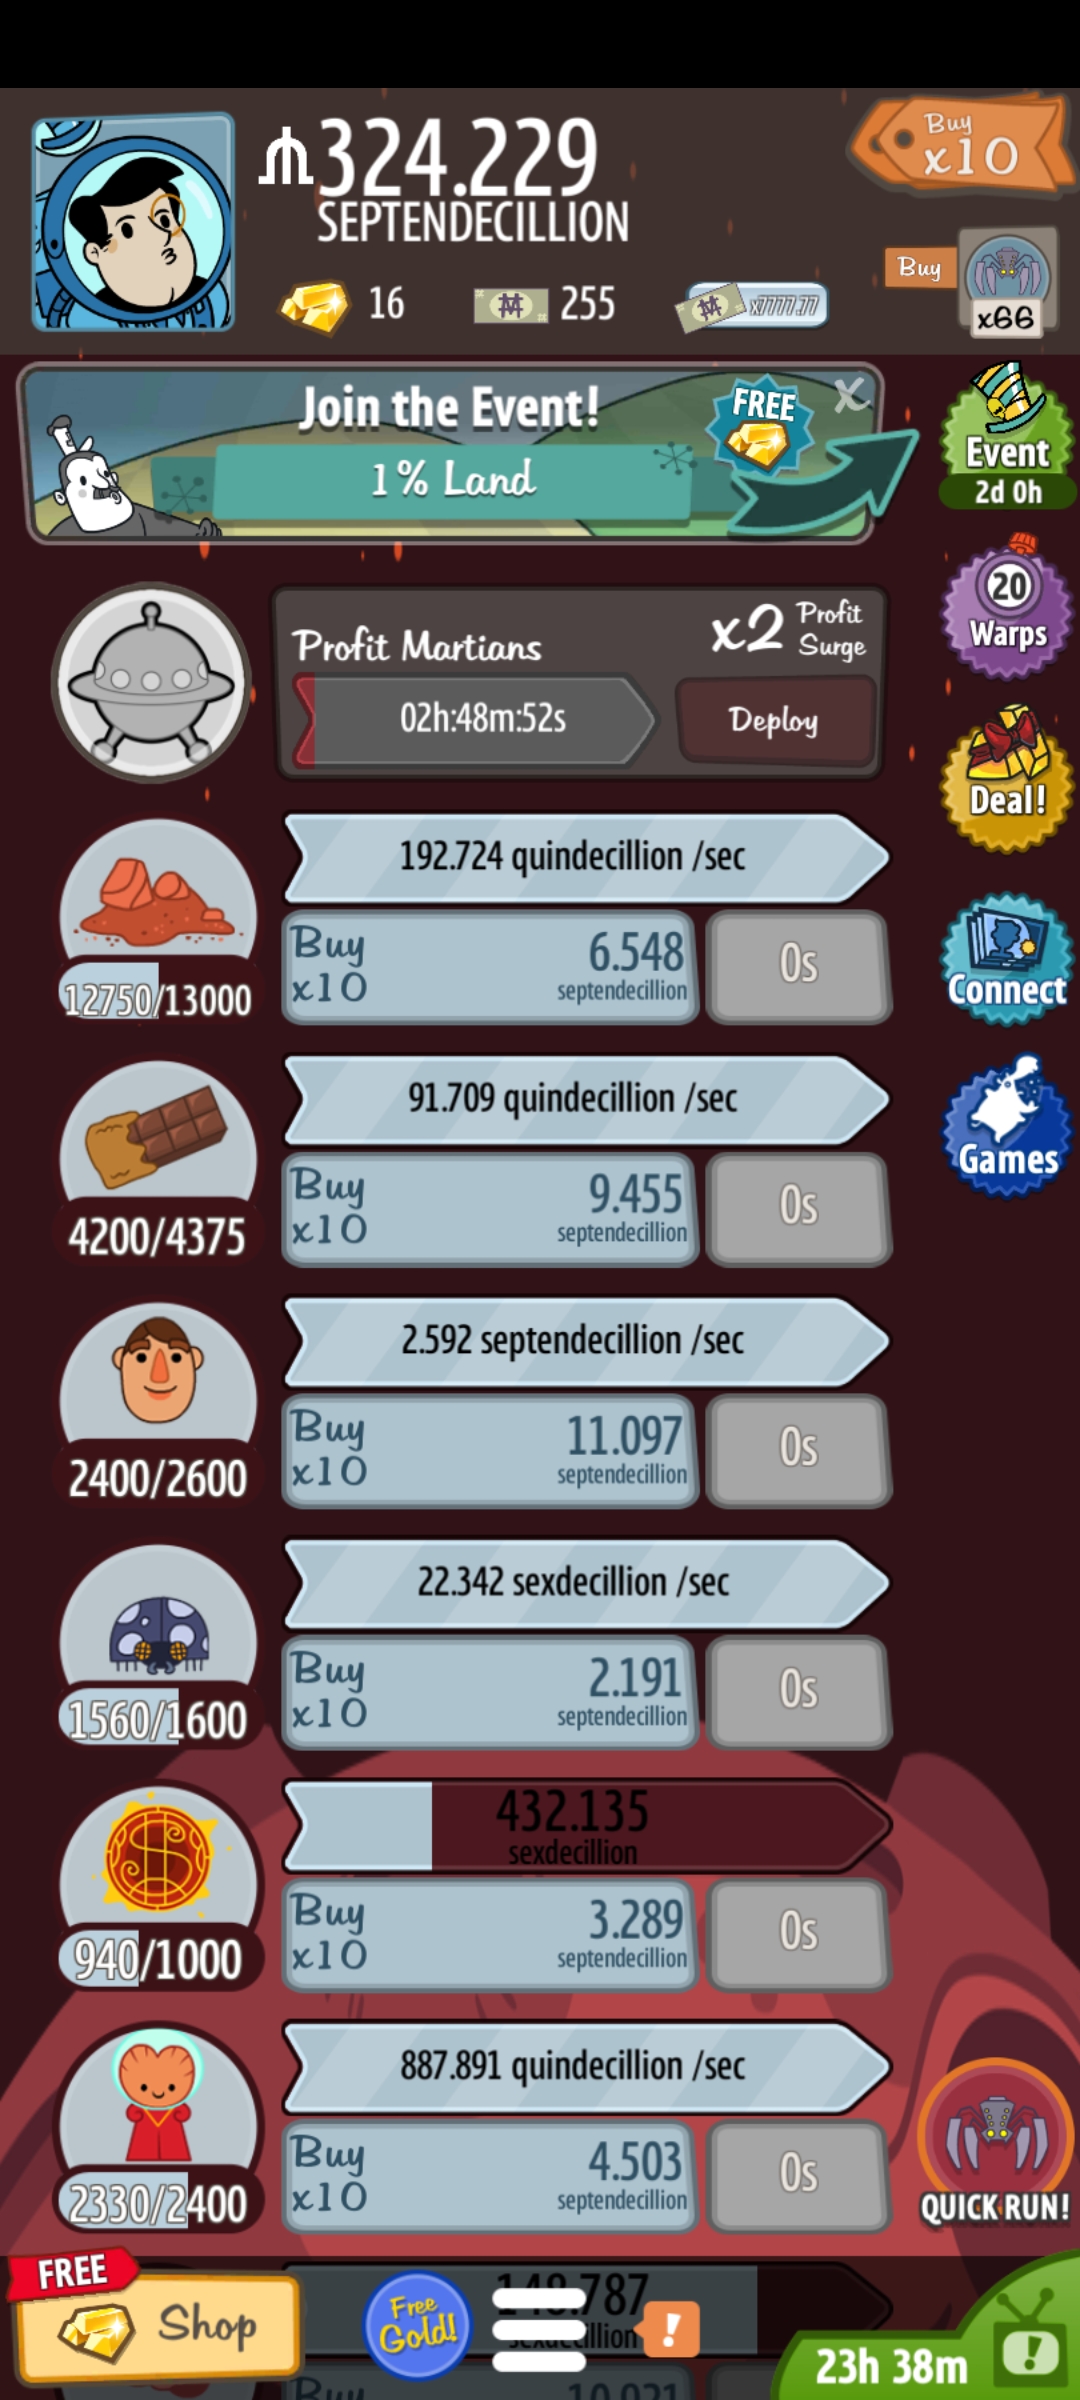 324.229
SEPTENDECILLION
Buy
x10
16
255
x7777.77
Buy
x66
Join the Event!
1% Land
FREE
X
Event
2d 0h
20
Warps
Profit Martians
x2 Profit Surge
02h:48m:52s
Deploy
Deal!
192.724 quindecillion /sec
Buy x10
6.548
septendecillion
0s
12750/13000
Connect
91.709 quindecillion /sec
Buy x10
9.455
septendecillion
0s
4200/4375
Games
2.592 septendecillion /sec
Buy x10
11.097
septendecillion
0s
2400/2600
22.342 sexdecillion /sec
Buy x10
2.191
septendecillion
0s
1560/1600
432.135
sexdecillion
Buy x10
3.289
septendecillion
0s
940/1000
887.891 quindecillion /sec
Buy x10
4.503
septendecillion
0s
2330/2400
QUICK RUN!
FREE
Shop
Free
Gold!
!
23h 38m
!
Buy
10.021